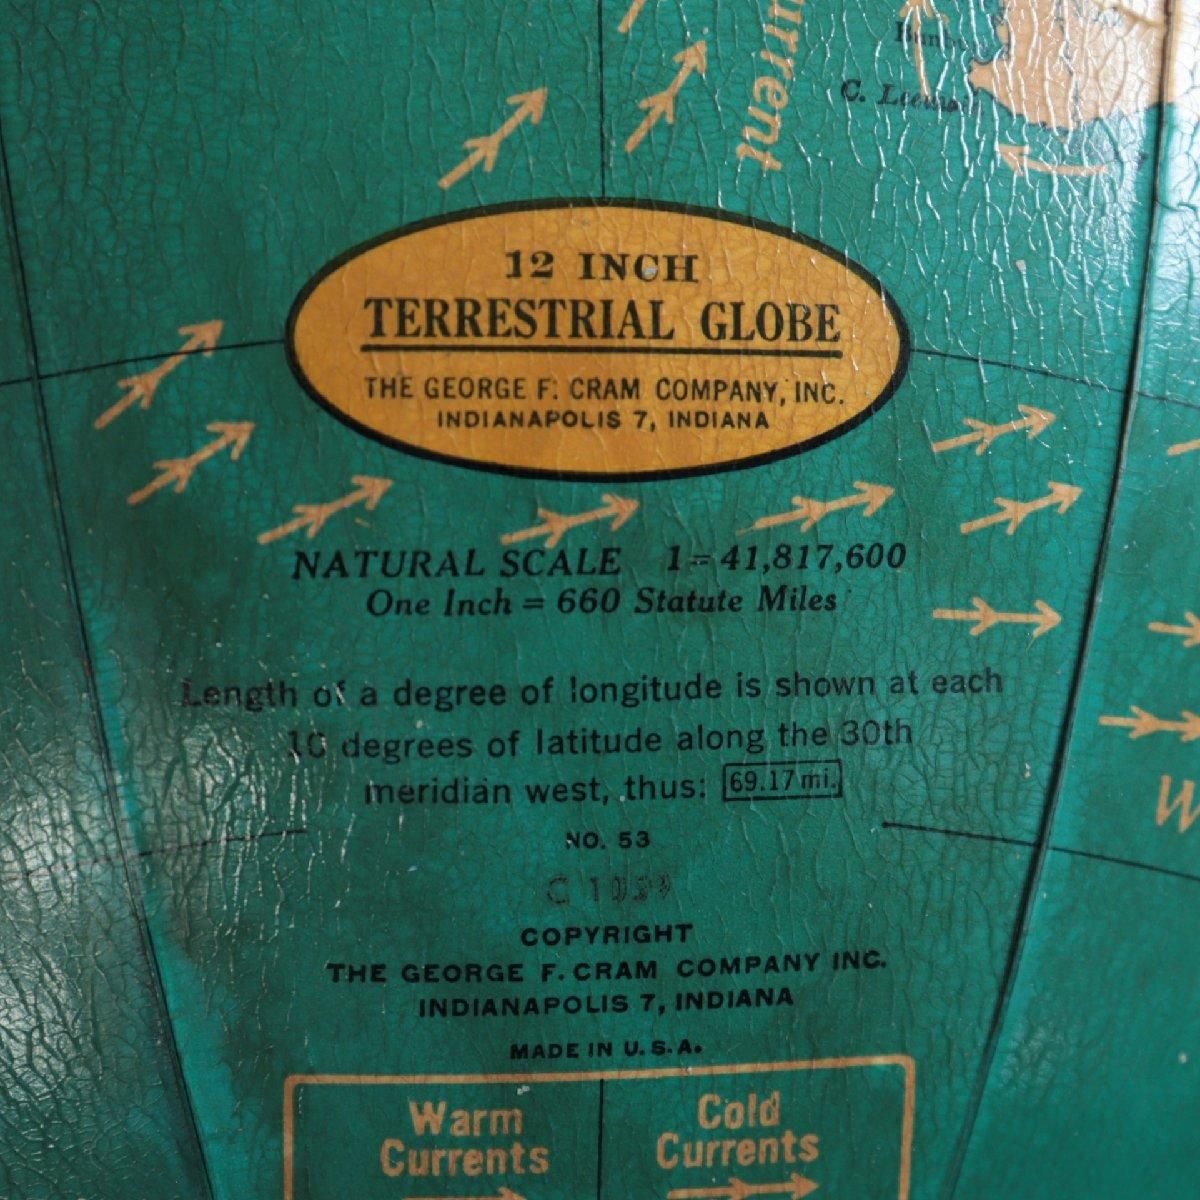 urrent
C. Leeuwin
12 INCH
TERRESTRIAL GLOBE
THE GEORGE F. CRAM COMPANY, INC.
INDIANAPOLIS 7, INDIANA
NATURAL SCALE 1 = 41,817,600
One Inch = 660 Statute Miles
Length of a degree of longitude is shown at each
10 degrees of latitude along the 30th
meridian west, thus: 69.17 mi.
W
NO. 53
COPYRIGHT
THE GEORGE F. CRAM COMPANY INC.
INDIANAPOLIS 7, INDIANA
MADE IN U.S.A.
Warm Currents
Cold Currents